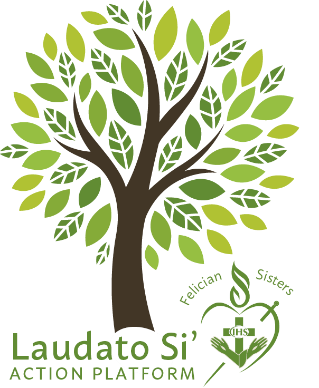 Felician Sisters
IHS
Laudato Si’
ACTION PLATFORM